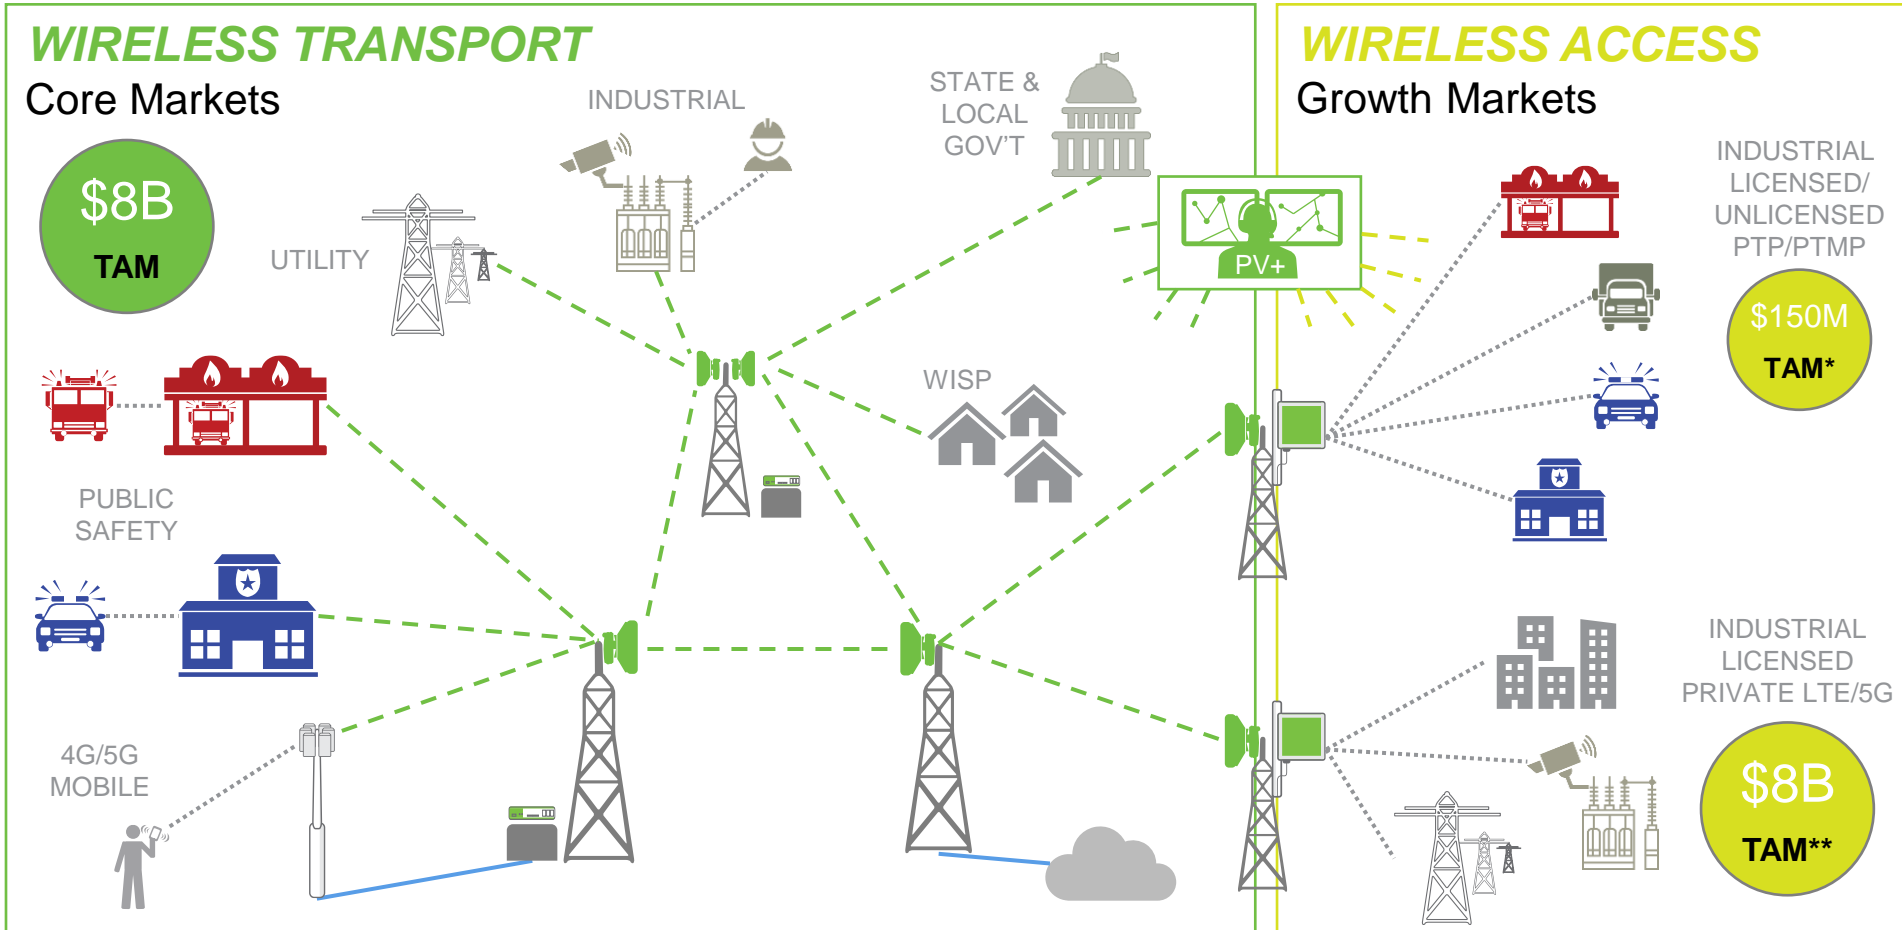 WIRELESS TRANSPORT
Core Markets
$8B
TAM
UTILITY
INDUSTRIAL
STATE &
LOCAL
GOV'T
PV+
WISP
PUBLIC
SAFETY
4G/5G
MOBILE
WIRELESS ACCESS
Growth Markets
INDUSTRIAL
LICENSED/
UNLICENSED
PTP/PTMP
$150M
TAM*
INDUSTRIAL
LICENSED
PRIVATE LTE/5G
$8B
TAM**